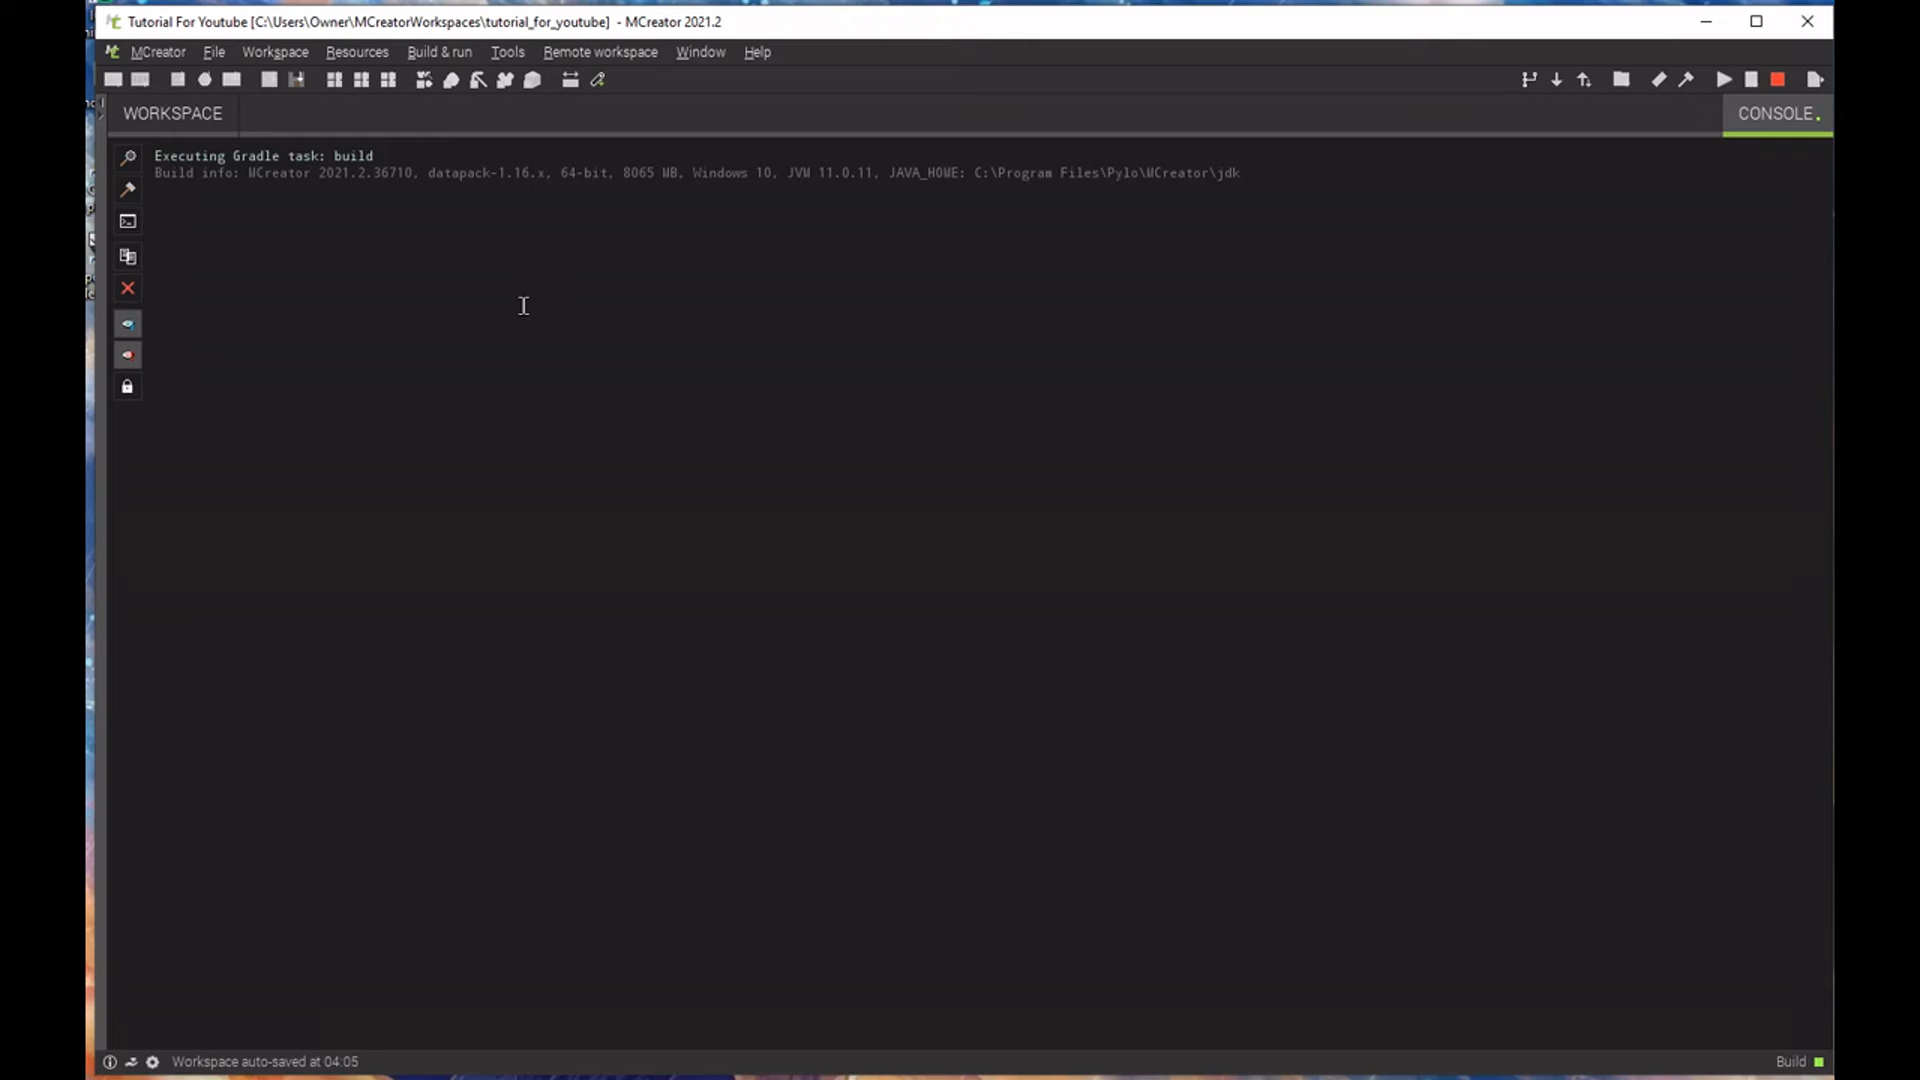 Tutorial For Youtube [C:\Users\Owner\MCreatorWorkspaces\tutorial_for_youtube] - MCreator 2021.2
MCreator File Workspace Resources Build & run Tools Remote workspace Window Help
WORKSPACE
CONSOLE.
Executing Gradle task: build
Build info: MCreator 2021.2.36710, datapack-1.16.x, 64-bit, 8065 MB, Windows 10, JVM 11.0.11, JAVA_HOME: C:\Program Files\Pylo\MCreator\jdk
Workspace auto-saved at 04:05
Build